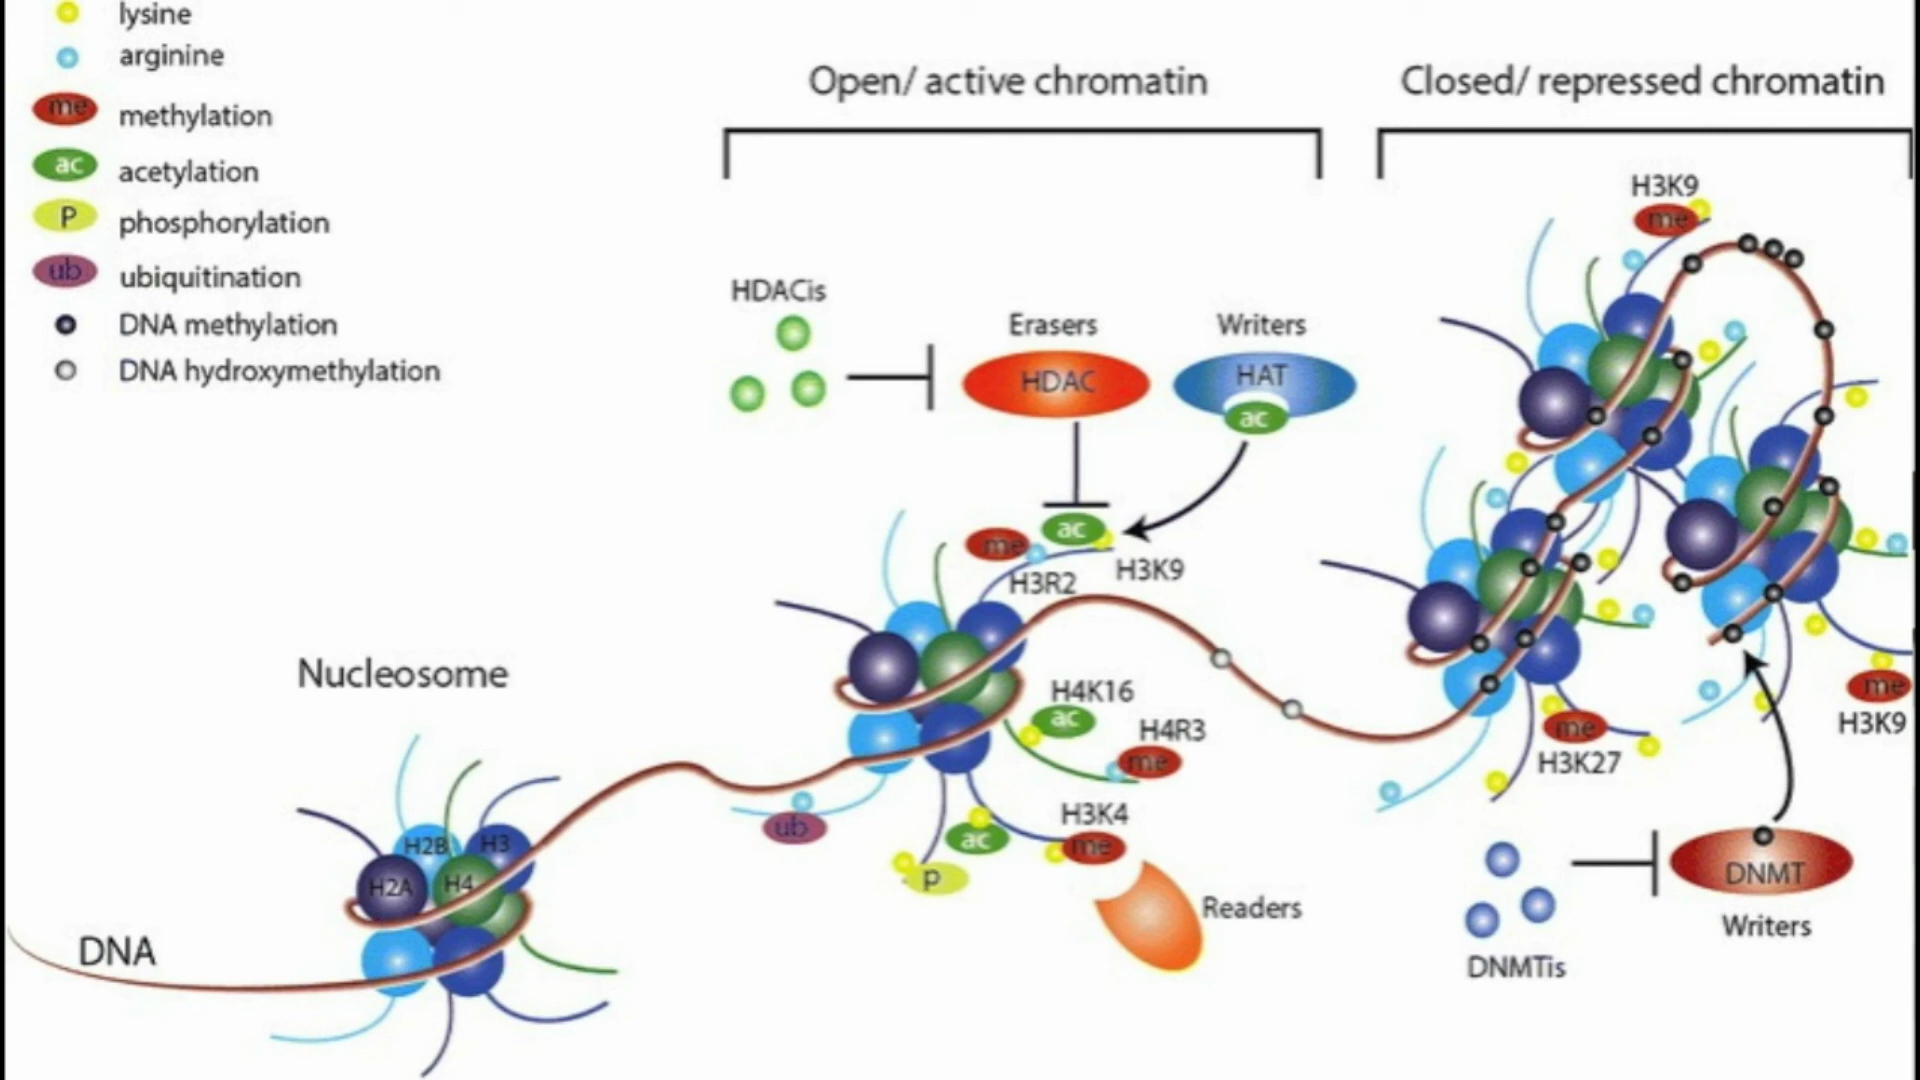 lysine
arginine
me methylation
ac acetylation
P phosphorylation
ub ubiquitination
DNA methylation
DNA hydroxymethylation
Open/ active chromatin
Closed/ repressed chromatin
H3K9
me
HDACis
Erasers
Writers
HDAC
HAT
ac
me
ac
H3R2
H3K9
Nucleosome
H4K16
ac
H4R3
me
H3K4
ub
ac
me
p
Readers
me
H3K27
me
H3K9
H2B
H3
H2A
H4
DNA
DNMT
Writers
DNMTis